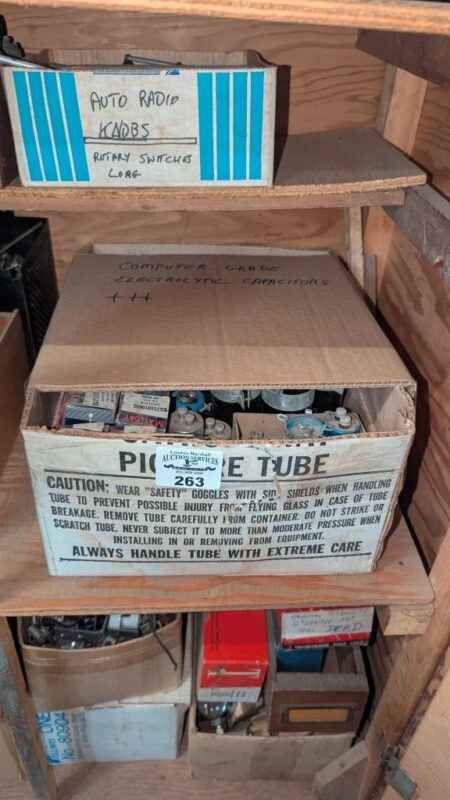 AUTO RADIO
KNOBS
ROTARY SWITCHES
LONG
COMPUTER GRADE
ELECTROLYTIC CAPACITORS
AUCTION SERVICES
263
PICTURE TUBE
CAUTION: WEAR "SAFETY" GOGGLES WITH SIDE SHIELDS WHEN HANDLING
TUBE TO PREVENT POSSIBLE INJURY FROM FLYING GLASS IN CASE OF TUBE
BREAKAGE. REMOVE TUBE CAREFULLY FROM CONTAINER. DO NOT STRIKE OR
SCRATCH TUBE. NEVER SUBJECT IT TO MORE THAN MODERATE PRESSURE WHEN
INSTALLING IN OR REMOVING FROM EQUIPMENT.
ALWAYS HANDLE TUBE WITH EXTREME CARE